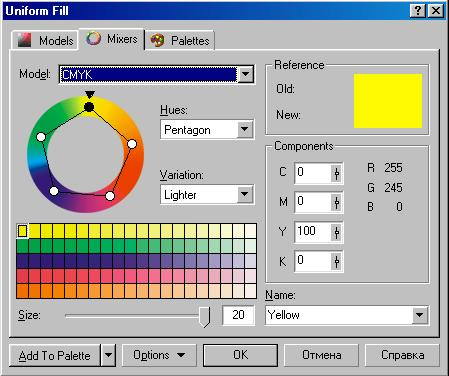 Uniform Fill
Models Mixers Palettes
Model: CMYK
Hues:
Pentagon
Variation:
Lighter
Size: 20
Reference
Old:
New:
Components
C 0 R 255
M 0 G 245
Y 100 B 0
K 0
Name:
Yellow
Add To Palette Options OK Отмена Справка